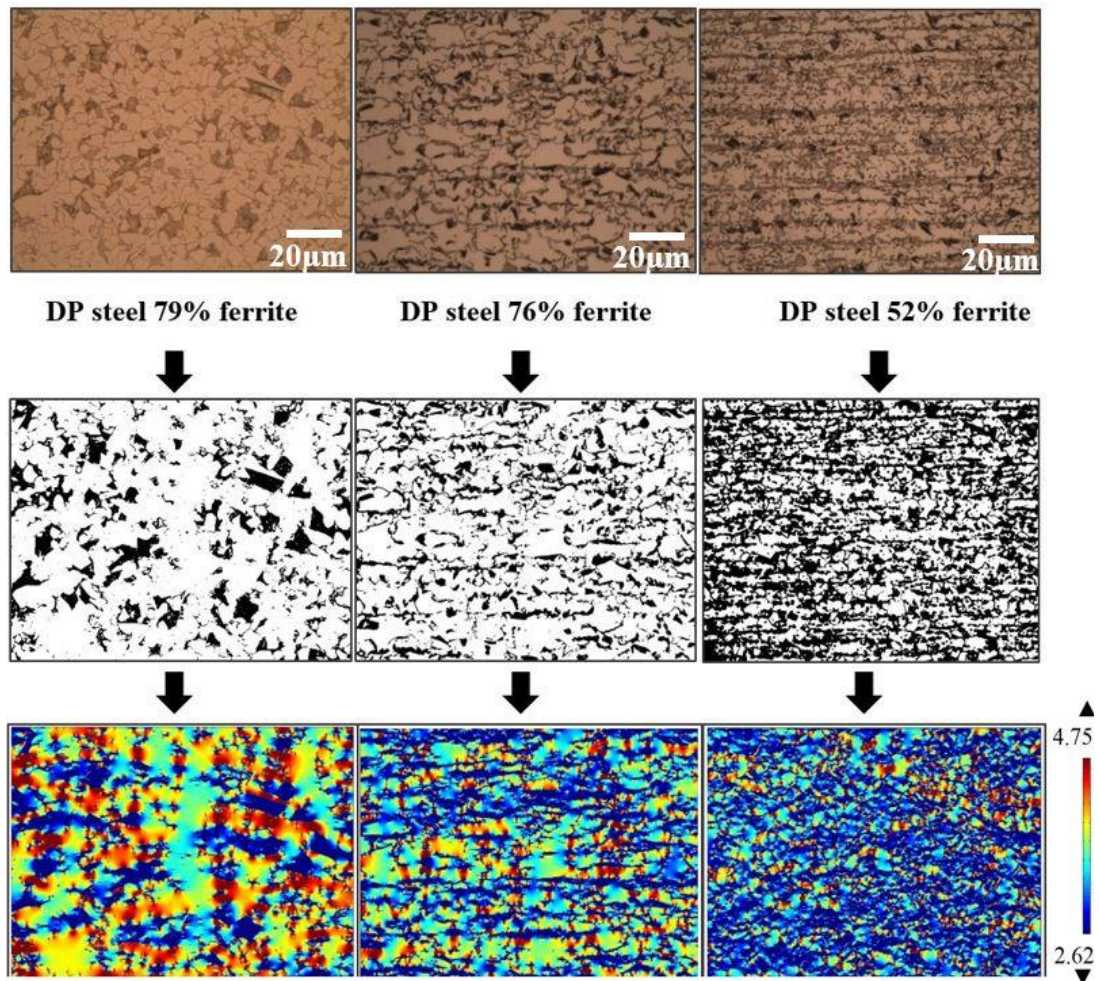 20μm
20μm
20μm
DP steel 79% ferrite
DP steel 76% ferrite
DP steel 52% ferrite
4.75
2.62